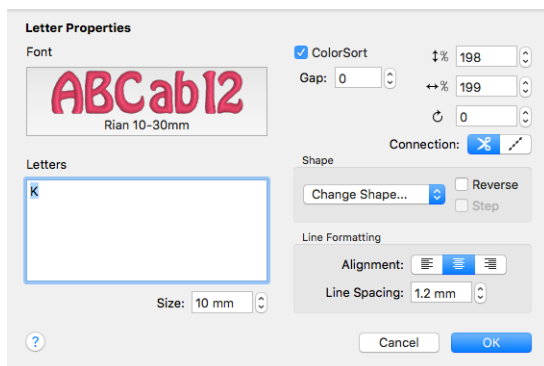 Letter Properties
Font
ABCab12
Rian 10-30mm
Letters
K
Size: 10 mm
ColorSort
Gap: 0
↕% 198
↔% 199
↻ 0
Connection:
Shape
Change Shape...
Reverse
Step
Line Formatting
Alignment:
Line Spacing: 1.2 mm
?
Cancel
OK